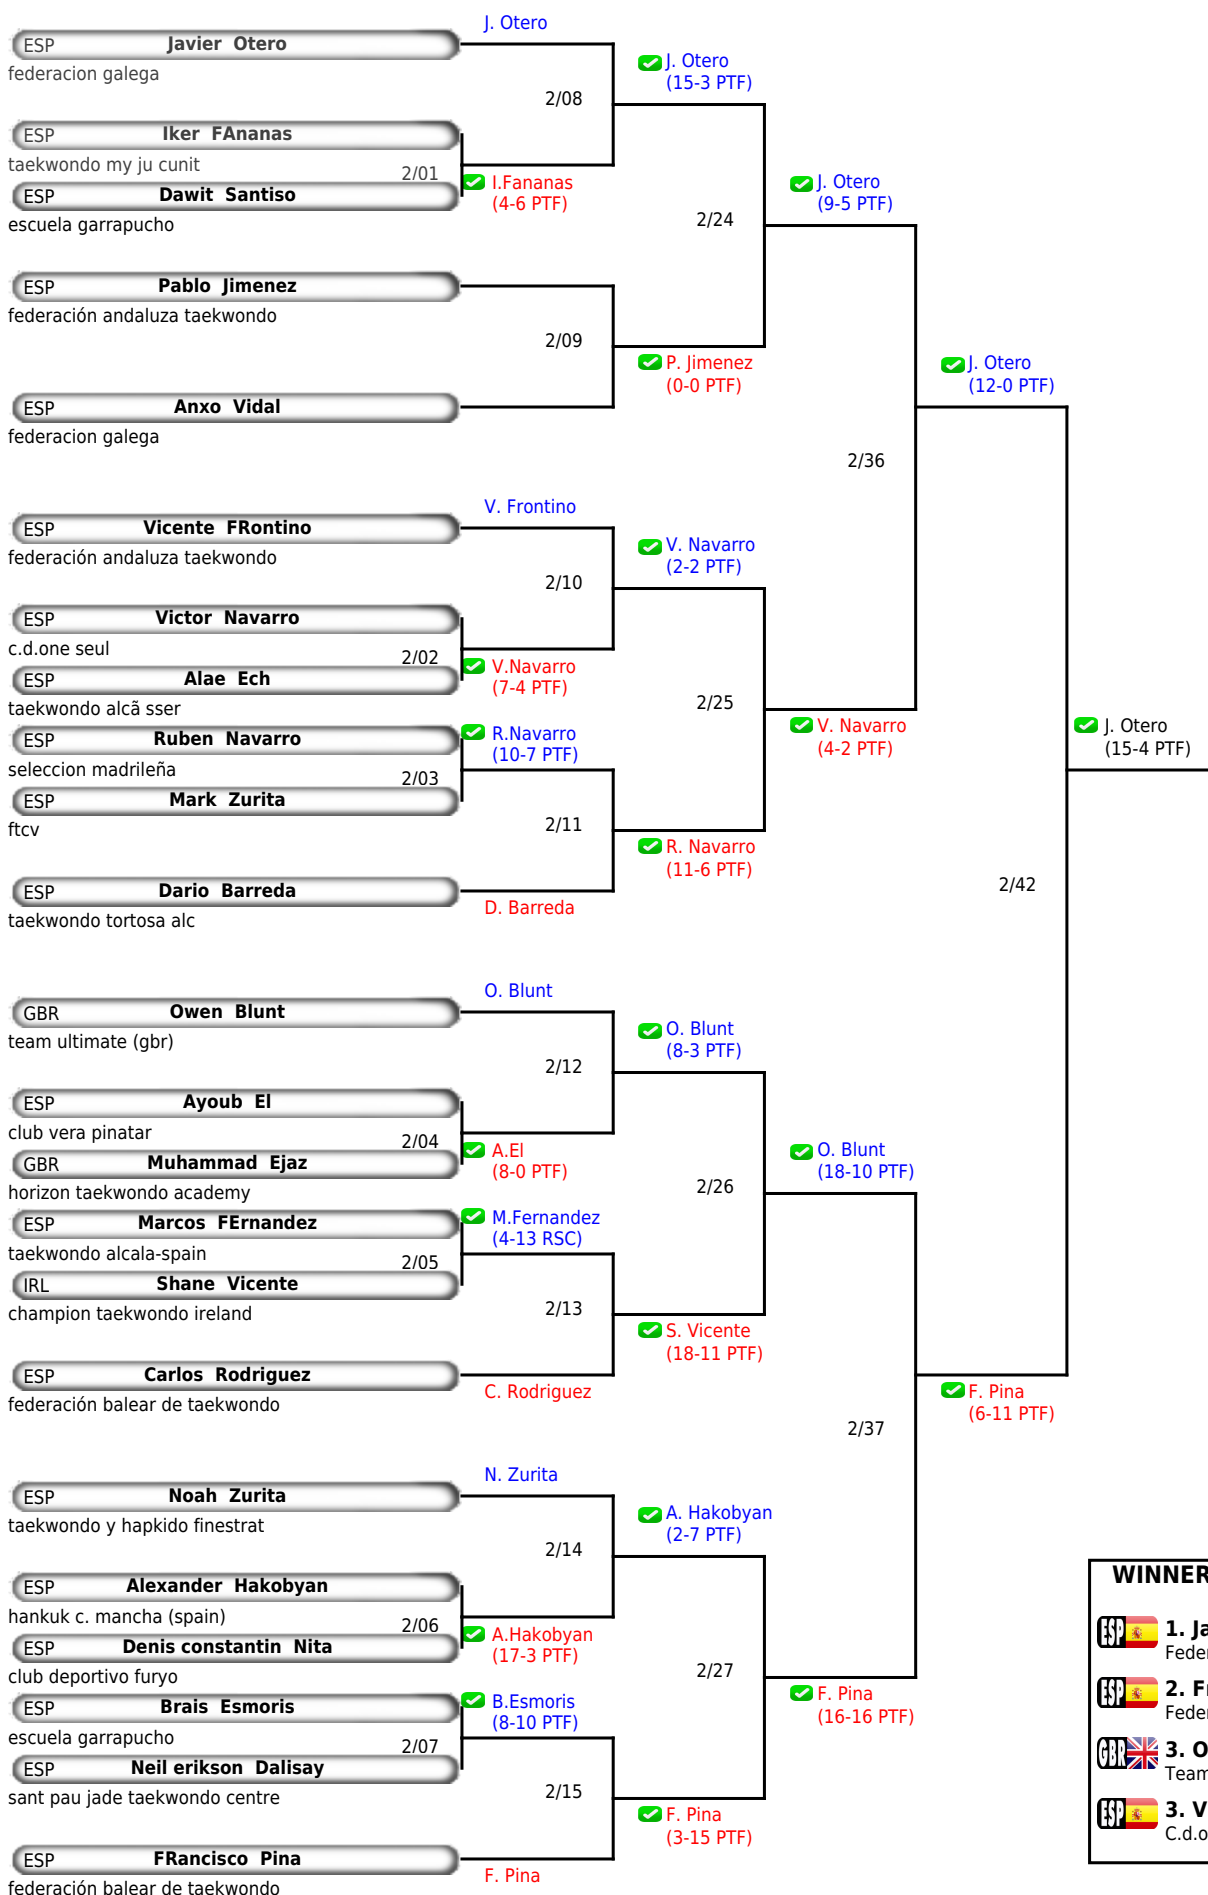 J. Otero
ESP Javier Otero
federacion galega
J. Otero
(15-3 PTF)
2/08
ESP Iker FAnanas
taekwondo my ju cunit
2/01
I.Fananas
(4-6 PTF)
ESP Dawit Santiso
escuela garrapucho
J. Otero
(9-5 PTF)
2/24
ESP Pablo Jimenez
federación andaluza taekwondo
2/09
P. Jimenez
(0-0 PTF)
J. Otero
(12-0 PTF)
ESP Anxo Vidal
federacion galega
2/36
V. Frontino
ESP Vicente FRontino
federación andaluza taekwondo
V. Navarro
(2-2 PTF)
2/10
ESP Victor Navarro
c.d.one seul
2/02
V.Navarro
(7-4 PTF)
ESP Alae Ech
taekwondo alcã sser
2/25
ESP Ruben Navarro
R.Navarro
(10-7 PTF)
V. Navarro
(4-2 PTF)
J. Otero
(15-4 PTF)
seleccion madrileña
2/03
ESP Mark Zurita
ftcv
2/11
R. Navarro
(11-6 PTF)
ESP Dario Barreda
taekwondo tortosa alc
D. Barreda
2/42
O. Blunt
GBR Owen Blunt
team ultimate (gbr)
O. Blunt
(8-3 PTF)
2/12
ESP Ayoub El
club vera pinatar
2/04
A.El
(8-0 PTF)
GBR Muhammad Ejaz
horizon taekwondo academy
O. Blunt
(18-10 PTF)
2/26
ESP Marcos FErnandez
M.Fernandez
(4-13 RSC)
taekwondo alcala-spain
2/05
IRL Shane Vicente
champion taekwondo ireland
2/13
S. Vicente
(18-11 PTF)
ESP Carlos Rodriguez
federación balear de taekwondo
C. Rodriguez
F. Pina
(6-11 PTF)
2/37
N. Zurita
ESP Noah Zurita
taekwondo y hapkido finestrat
A. Hakobyan
(2-7 PTF)
2/14
ESP Alexander Hakobyan
hankuk c. mancha (spain)
2/06
A.Hakobyan
(17-3 PTF)
ESP Denis constantin Nita
club deportivo furyo
2/27
ESP Brais Esmoris
B.Esmoris
(8-10 PTF)
F. Pina
(16-16 PTF)
escuela garrapucho
2/07
ESP Neil erikson Dalisay
sant pau jade taekwondo centre
2/15
F. Pina
(3-15 PTF)
ESP FRancisco Pina
federación balear de taekwondo
F. Pina
WINNER
ESP 1. Ja
Feder
ESP 2. Fr
Feder
GBR 3. O
Team
ESP 3. V
C.d.o